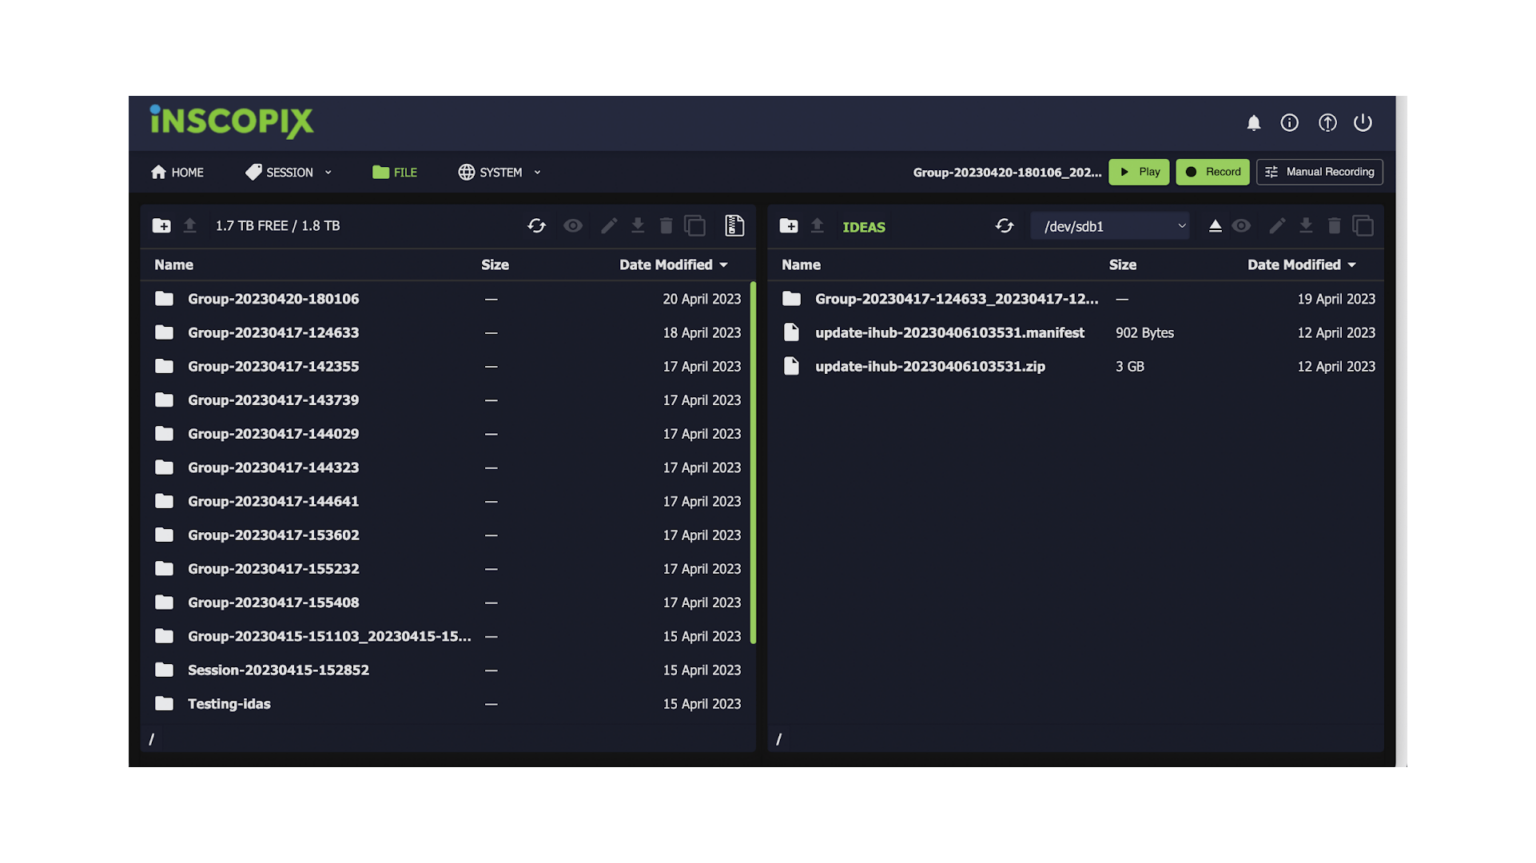 iNSCOPIX
HOME SESSION FILE SYSTEM Group-20230420-180106_202... Play Record Manual Recording
1.7 TB FREE / 1.8 TB
Name Size Date Modified
Group-20230420-180106 — 20 April 2023
Group-20230417-124633 — 18 April 2023
Group-20230417-142355 — 17 April 2023
Group-20230417-143739 — 17 April 2023
Group-20230417-144029 — 17 April 2023
Group-20230417-144323 — 17 April 2023
Group-20230417-144641 — 17 April 2023
Group-20230417-153602 — 17 April 2023
Group-20230417-155232 — 17 April 2023
Group-20230417-155408 — 17 April 2023
Group-20230415-151103_20230415-15... — 15 April 2023
Session-20230415-152852 — 15 April 2023
Testing-idas — 15 April 2023
/
IDEAS /dev/sdb1
Name Size Date Modified
Group-20230417-124633_20230417-12... — 19 April 2023
update-ihub-20230406103531.manifest 902 Bytes 12 April 2023
update-ihub-20230406103531.zip 3 GB 12 April 2023
/